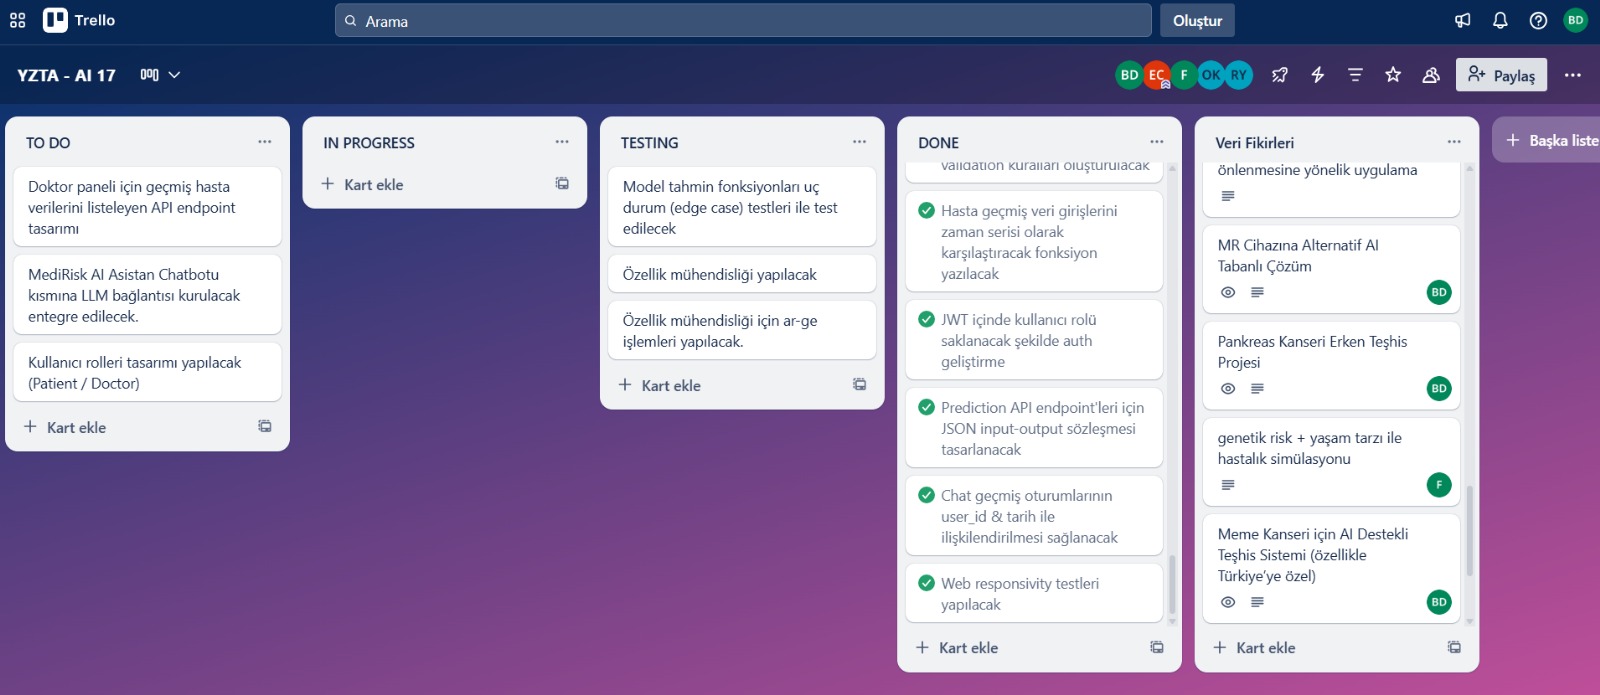 Trello
Arama
Oluştur
BD
YZTA - AI 17
BD
EC
F
OK
RY
Paylaş
TO DO
Doktor paneli için geçmiş hasta
verilerini listeleyen API endpoint
tasarımı
MediRisk AI Asistan Chatbotu
kısmına LLM bağlantısı kurulacak
entegre edilecek.
Kullanıcı rolleri tasarımı yapılacak
(Patient / Doctor)
+ Kart ekle
IN PROGRESS
+ Kart ekle
TESTING
Model tahmin fonksiyonları uç
durum (edge case) testleri ile test
edilecek
Özellik mühendisliği yapılacak
Özellik mühendisliği için ar-ge
işlemleri yapılacak.
+ Kart ekle
DONE
validation kuralları oluşturulacak
Hasta geçmiş veri girişlerini
zaman serisi olarak
karşılaştıracak fonksiyon
yazılacak
JWT içinde kullanıcı rolü
saklanacak şekilde auth
geliştirme
Prediction API endpoint'leri için
JSON input-output sözleşmesi
tasarlanacak
Chat geçmiş oturumlarının
user_id & tarih ile
ilişkilendirilmesi sağlanacak
Web responsivity testleri
yapılacak
+ Kart ekle
Veri Fikirleri
önlenmesine yönelik uygulama
MR Cihazına Alternatif AI
Tabanlı Çözüm
BD
Pankreas Kanseri Erken Teşhis
Projesi
BD
genetik risk + yaşam tarzı ile
hastalık simülasyonu
F
Meme Kanseri için AI Destekli
Teşhis Sistemi (özellikle
Türkiye'ye özel)
BD
+ Kart ekle
+ Başka liste